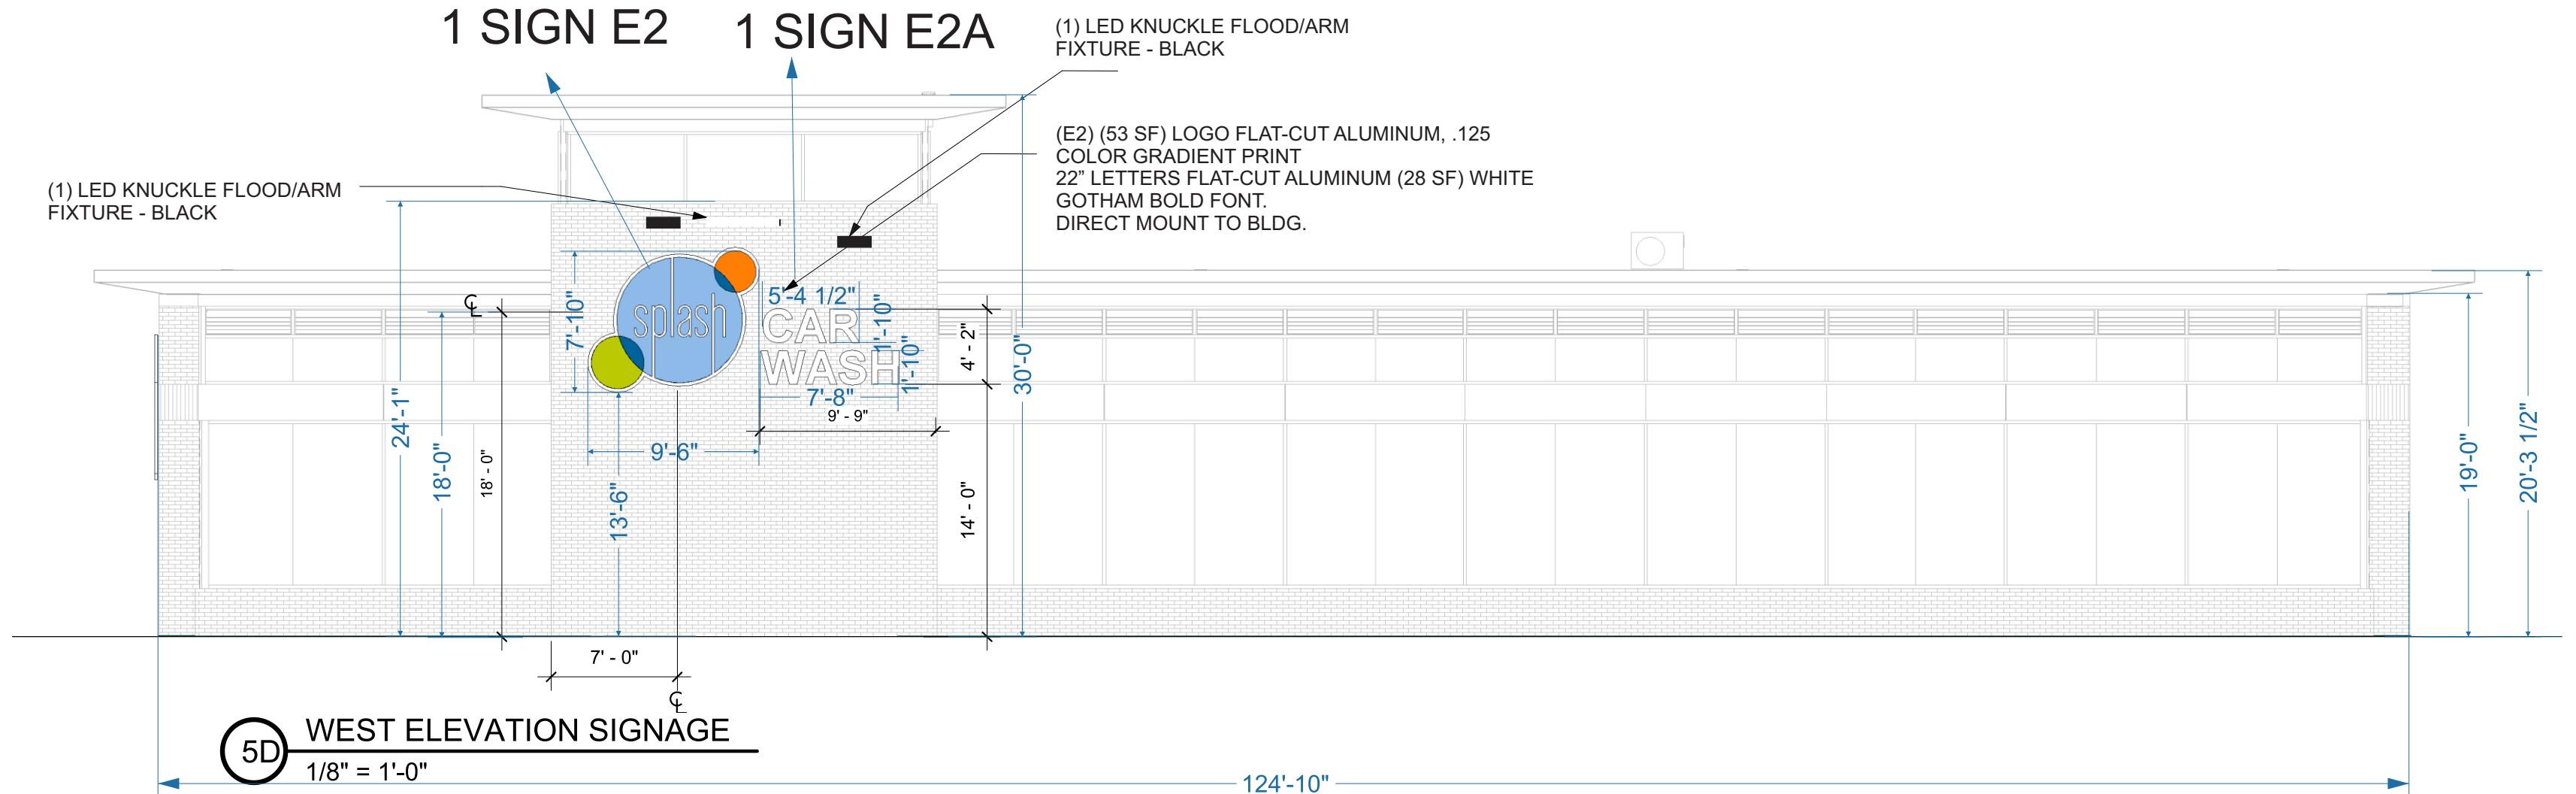 1 SIGN E2
1 SIGN E2A
(1) LED KNUCKLE FLOOD/ARM
FIXTURE - BLACK
(E2) (53 SF) LOGO FLAT-CUT ALUMINUM, .125
COLOR GRADIENT PRINT
22” LETTERS FLAT-CUT ALUMINUM (28 SF) WHITE
GOTHAM BOLD FONT.
DIRECT MOUNT TO BLDG.
(1) LED KNUCKLE FLOOD/ARM
FIXTURE - BLACK
splash
CAR
WASH
5'-4 1/2"
1'-10"
1'-10"
7'-8"
9' - 9"
7'-10"
9'-6"
13'-6"
24'-1"
18'-0"
18' - 0"
4' - 2"
14' - 0"
30'-0"
19'-0"
20'-3 1/2"
7' - 0"
5D
WEST ELEVATION SIGNAGE
1/8" = 1'-0"
124'-10"